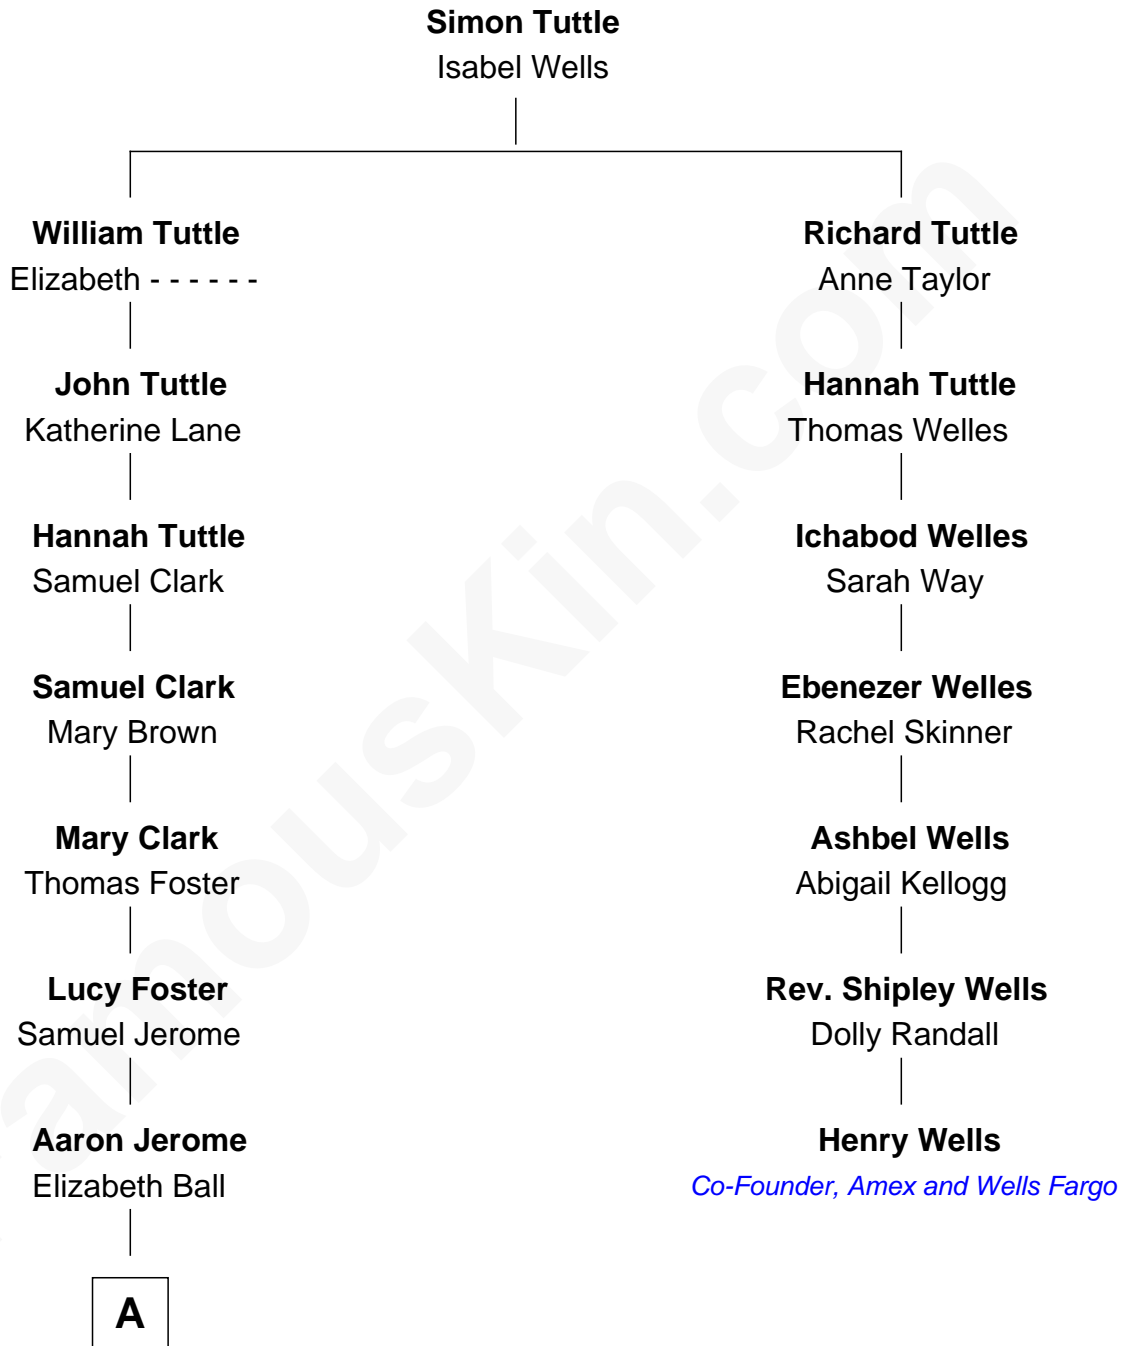 Simon Tuttle
Isabel Wells
William Tuttle
Elizabeth - - - - - -
John Tuttle
Katherine Lane
Hannah Tuttle
Samuel Clark
Samuel Clark
Mary Brown
Mary Clark
Thomas Foster
Lucy Foster
Samuel Jerome
Aaron Jerome
Elizabeth Ball
A
Richard Tuttle
Anne Taylor
Hannah Tuttle
Thomas Welles
Ichabod Welles
Sarah Way
Ebenezer Welles
Rachel Skinner
Ashbel Wells
Abigail Kellogg
Rev. Shipley Wells
Dolly Randall
Henry Wells
Co-Founder, Amex and Wells Fargo
amousKin.com